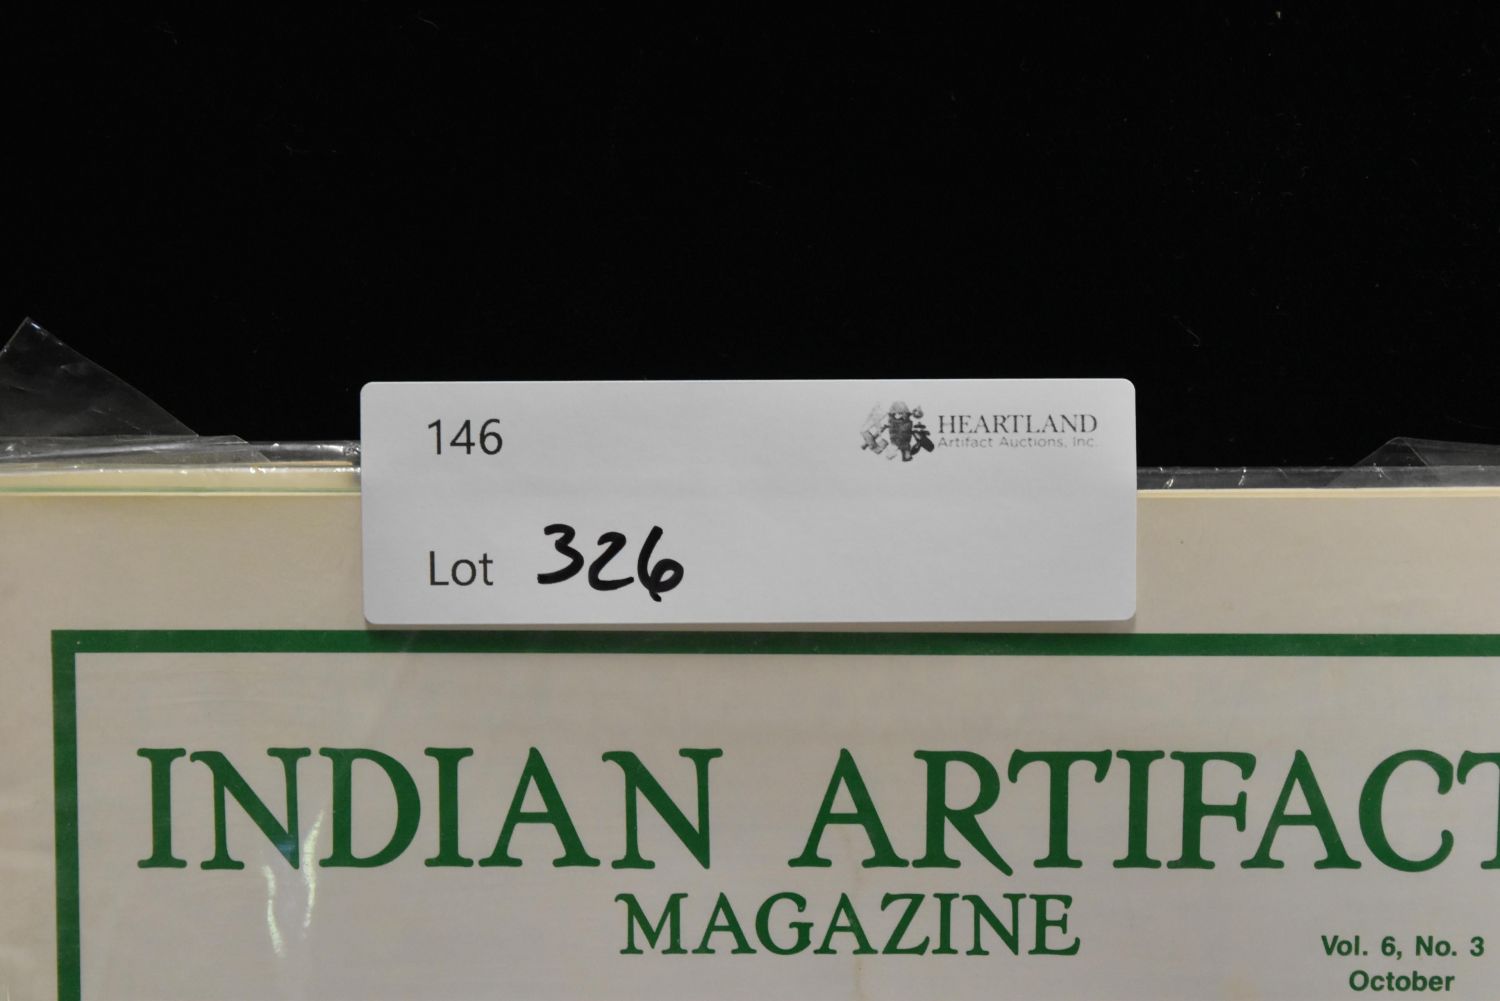 146
HEARTLAND
Artifact Auctions, Inc.
Lot 326
INDIAN ARTIFACT
MAGAZINE
Vol. 6, No. 3
October